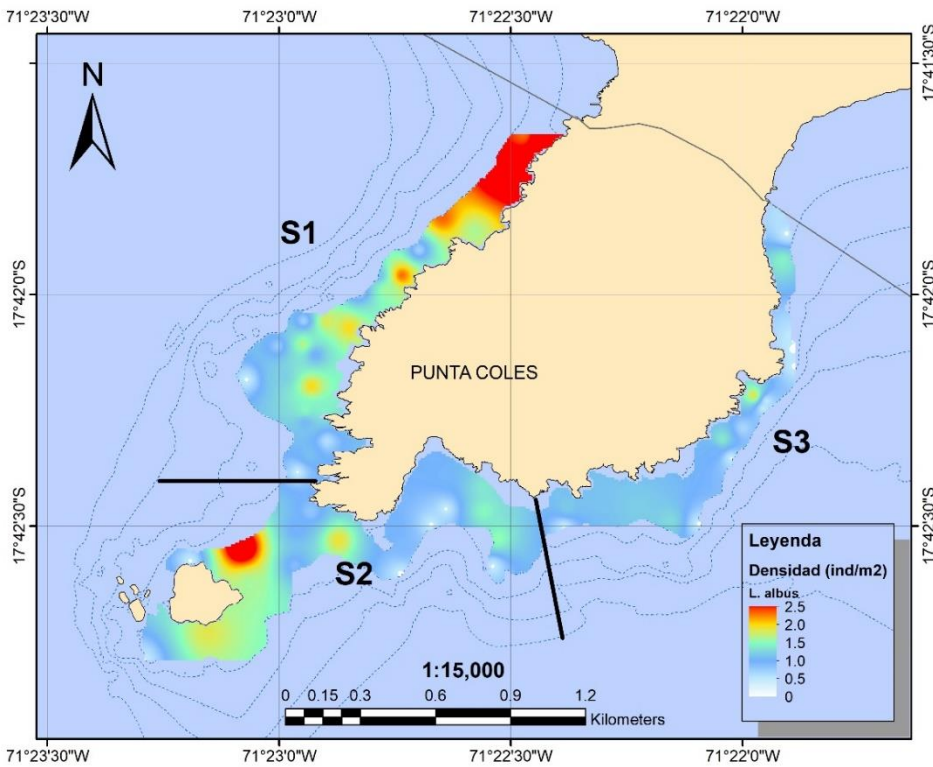 71°23'30"W 71°23'0"W 71°22'30"W 71°22'0"W
17°41'30"S 17°41'30"S
N
S1
17°42'0"S 17°42'0"S
PUNTA COLES
S3
17°42'30"S 17°42'30"S
S2
Leyenda
Densidad (ind/m2)
L. albus
2.5
2.0
1.5
1.0
0.5
0
1:15,000
0 0.15 0.3 0.6 0.9 1.2
Kilometers
71°23'30"W 71°23'0"W 71°22'30"W 71°22'0"W